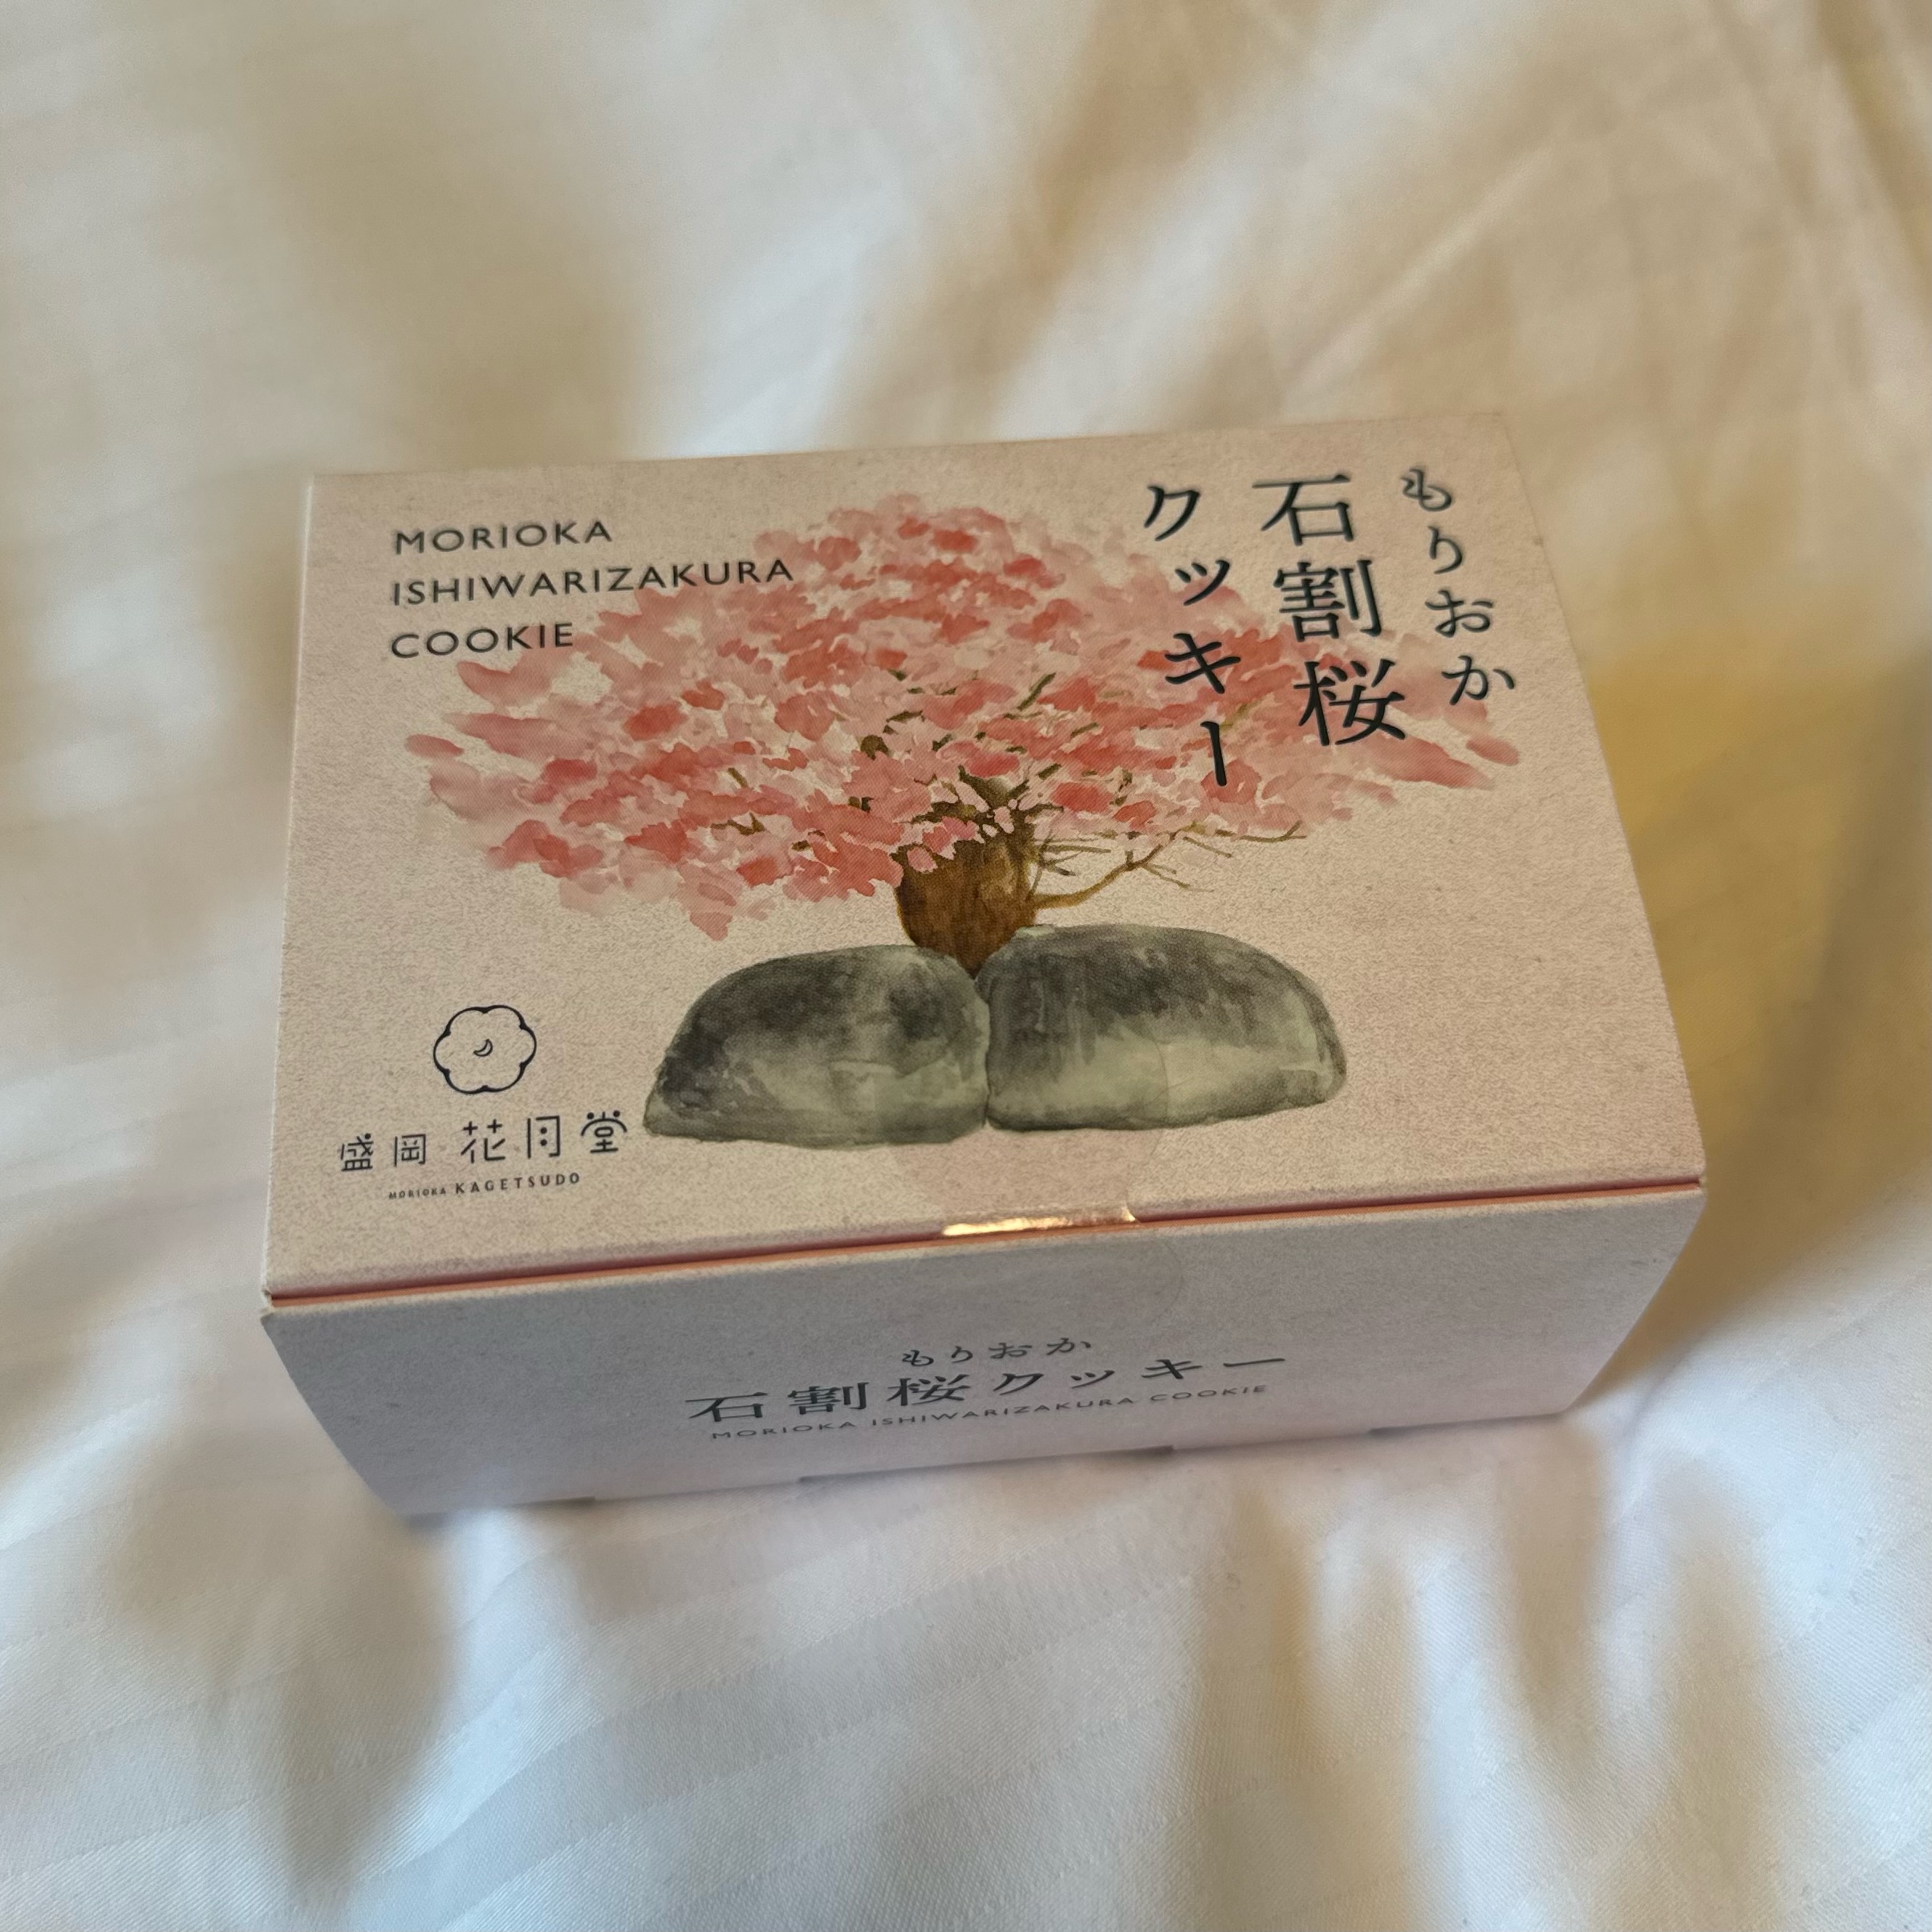 MORIOKA
ISHIWARIZAKURA
COOKIE
もりおか
石割桜
クッキー
盛岡 花月堂
MORIOKA KAGETSUDO
もりおか
石割桜クッキー
MORIOKA ISHIWARIZAKURA COOKIE